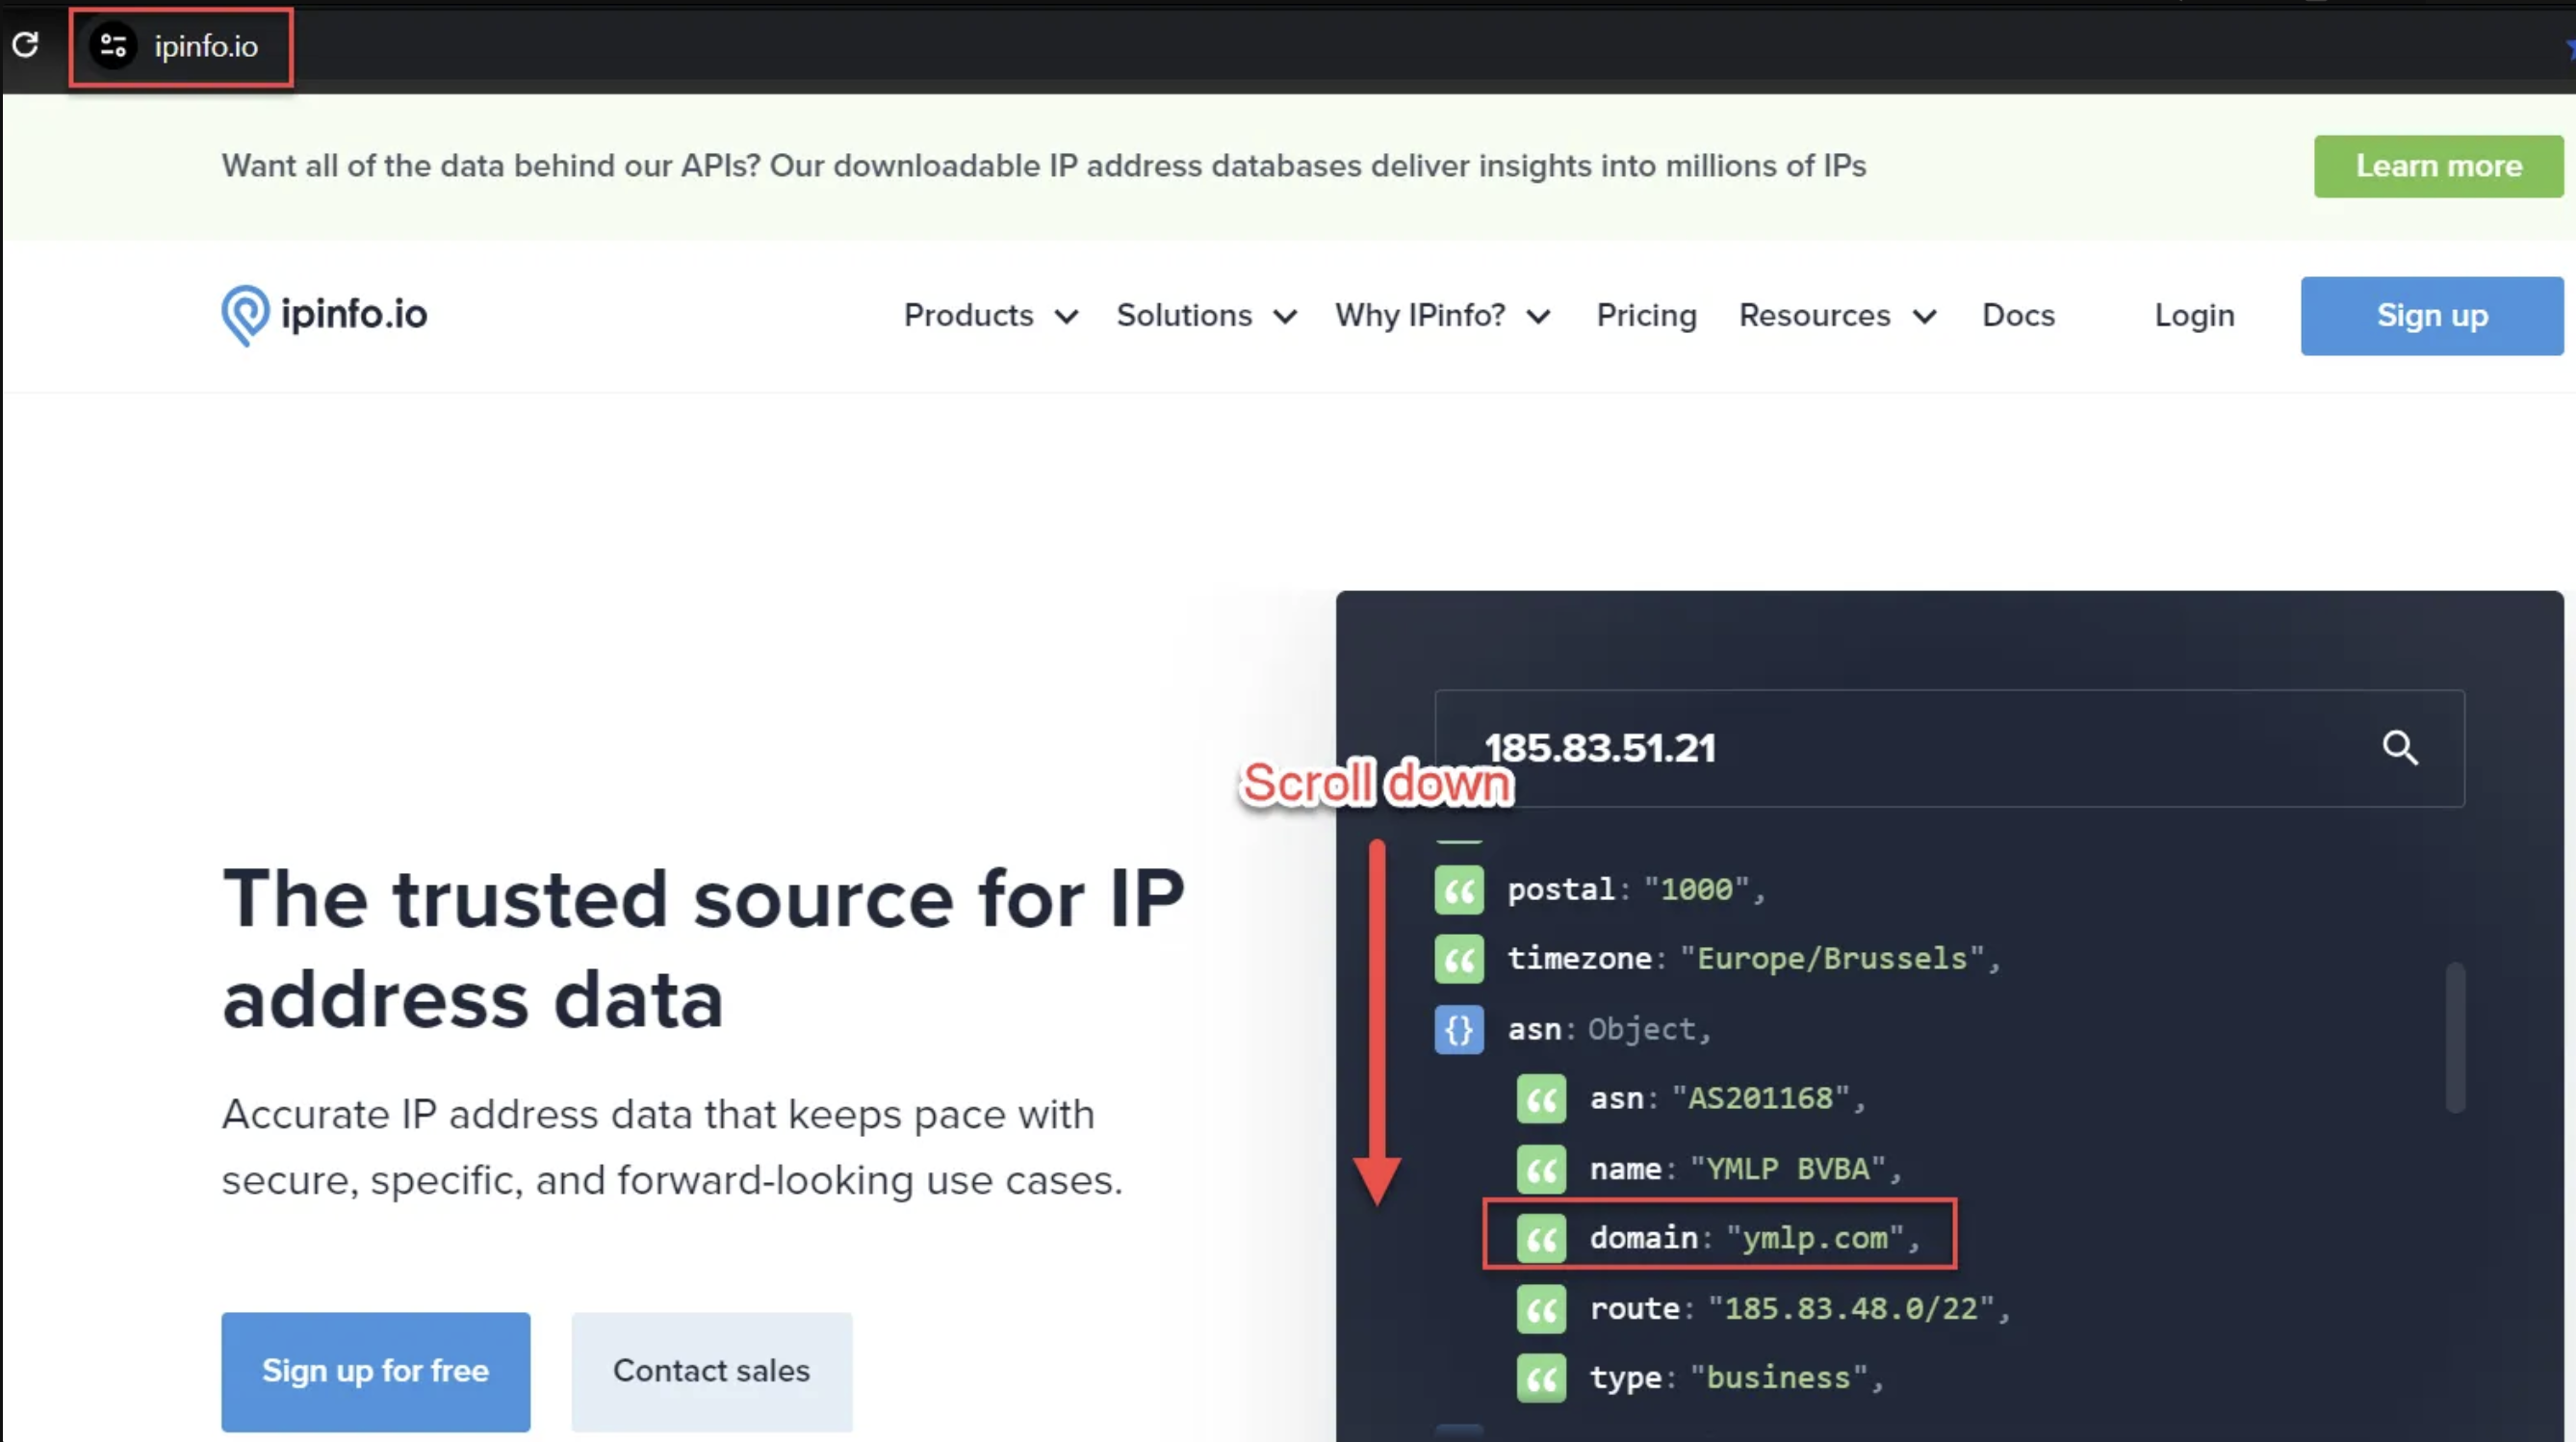 ipinfo.io
Want all of the data behind our APIs? Our downloadable IP address databases deliver insights into millions of IPs
Learn more
ipinfo.io
Products
Solutions
Why IPinfo?
Pricing
Resources
Docs
Login
Sign up
The trusted source for IP
address data
Accurate IP address data that keeps pace with
secure, specific, and forward-looking use cases.
Sign up for free
Contact sales
185.83.51.21
Scroll down
postal: "1000",
timezone: "Europe/Brussels",
{} asn: Object,
asn: "AS201168",
name: "YMLP BVBA",
domain: "ymlp.com",
route: "185.83.48.0/22",
type: "business",